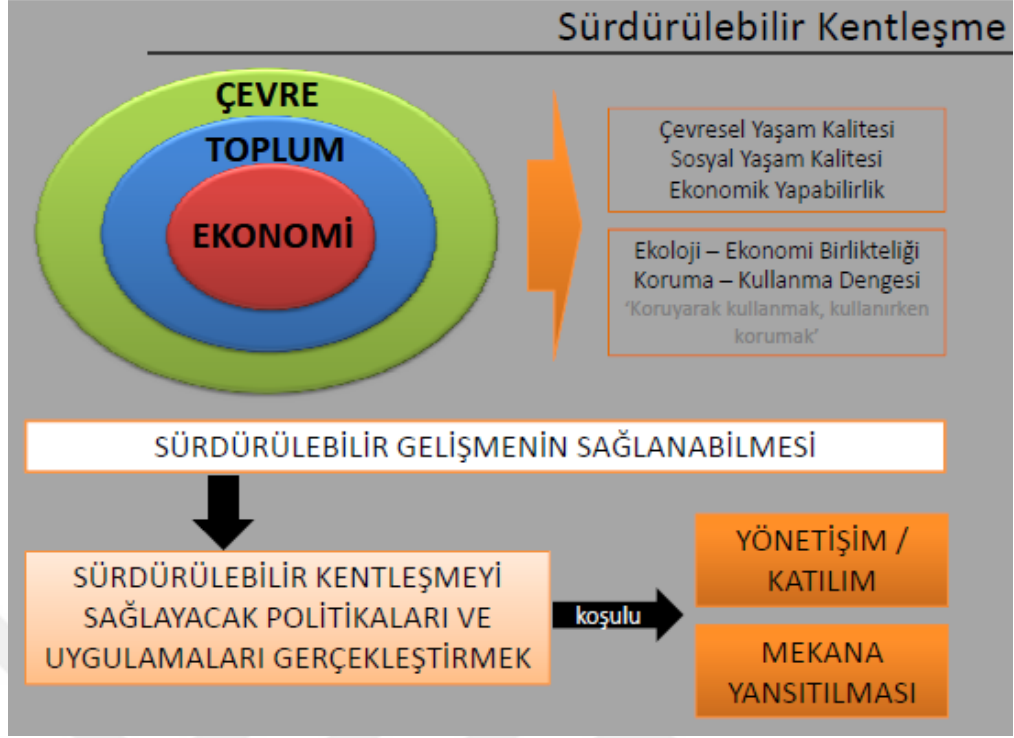 Sürdürülebilir Kentleşme
ÇEVRE
TOPLUM
EKONOMİ
Çevresel Yaşam Kalitesi
Sosyal Yaşam Kalitesi
Ekonomik Yapabilirlik
Ekoloji – Ekonomi Birlikteliği
Koruma – Kullanma Dengesi
‘Koruyarak kullanmak, kullanırken
korumak’
SÜRDÜRÜLEBİLİR GELİŞMENİN SAĞLANABİLMESİ
SÜRDÜRÜLEBİLİR KENTLEŞMEYİ
SAĞLAYACAK POLİTİKALARI VE
UYGULAMALARI GERÇEKLEŞTİRMEK
koşulu
YÖNETİŞİM /
KATILIM
MEKANA
YANSITILMASI